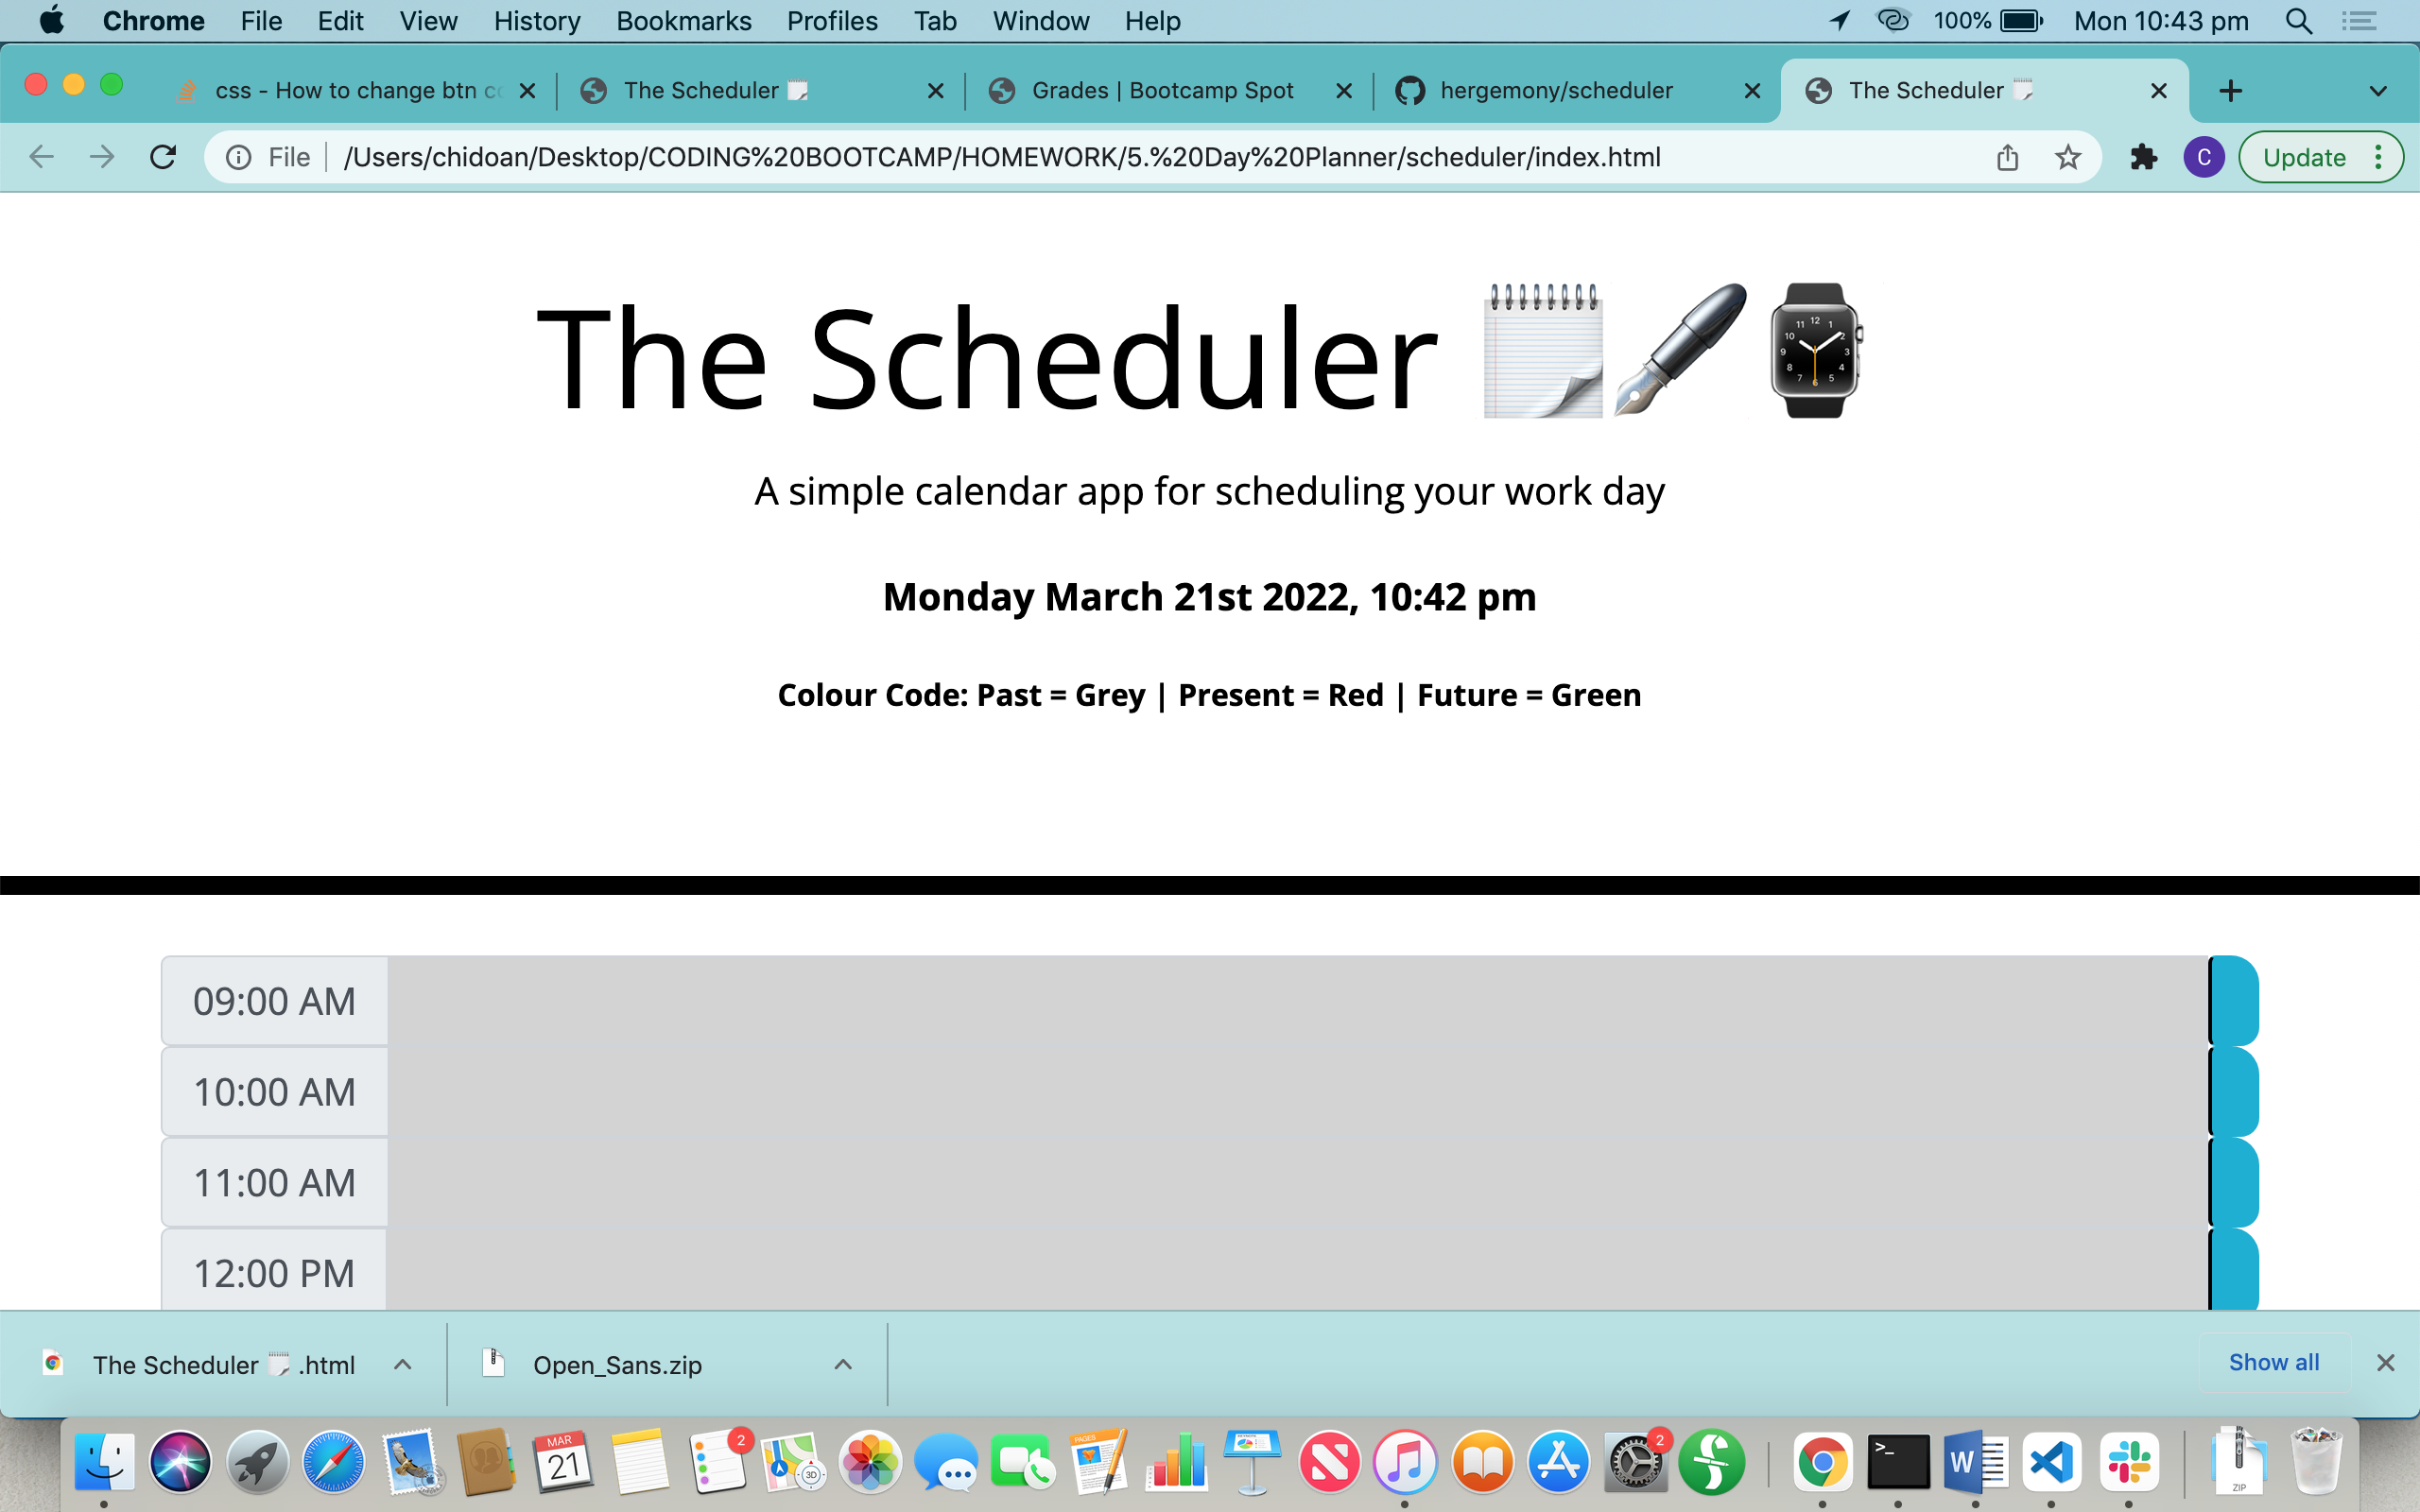 Chrome File Edit View History Bookmarks Profiles Tab Window Help 100% Mon 10:43 pm
css - How to change btn co The Scheduler Grades | Bootcamp Spot hergemony/scheduler The Scheduler
File /Users/chidoan/Desktop/CODING%20BOOTCAMP/HOMEWORK/5.%20Day%20Planner/scheduler/index.html C Update
The Scheduler
A simple calendar app for scheduling your work day
Monday March 21st 2022, 10:42 pm
Colour Code: Past = Grey | Present = Red | Future = Green
09:00 AM
10:00 AM
11:00 AM
12:00 PM
The Scheduler .html Open_Sans.zip Show all
MAR 2 PAGES 2
21 3D >_ W ZIP